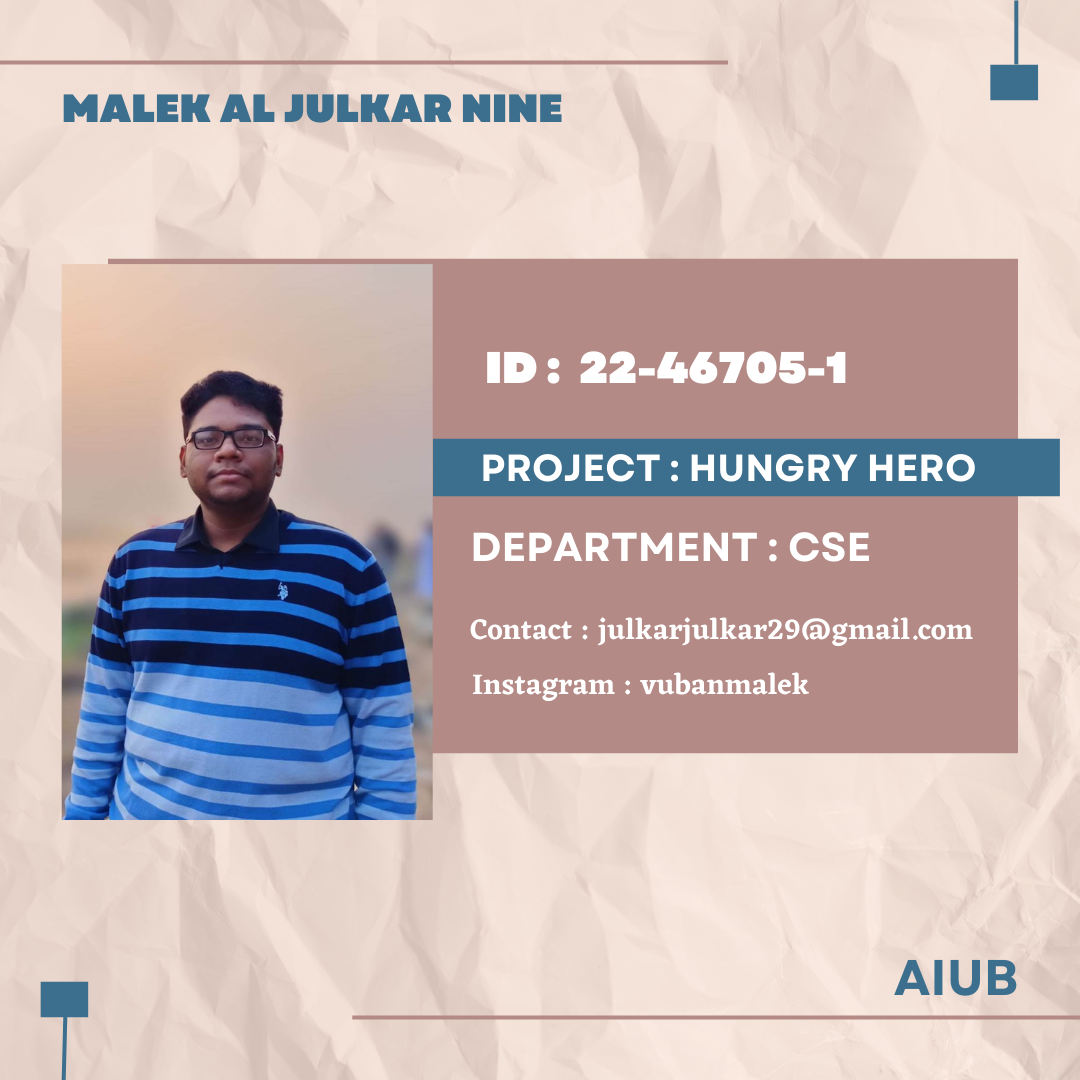 MALEK AL JULKAR NINE
ID : 22-46705-1
PROJECT : HUNGRY HERO
DEPARTMENT : CSE
Contact : julkarjulkar29@gmail.com
Instagram : vubanmalek
AIUB